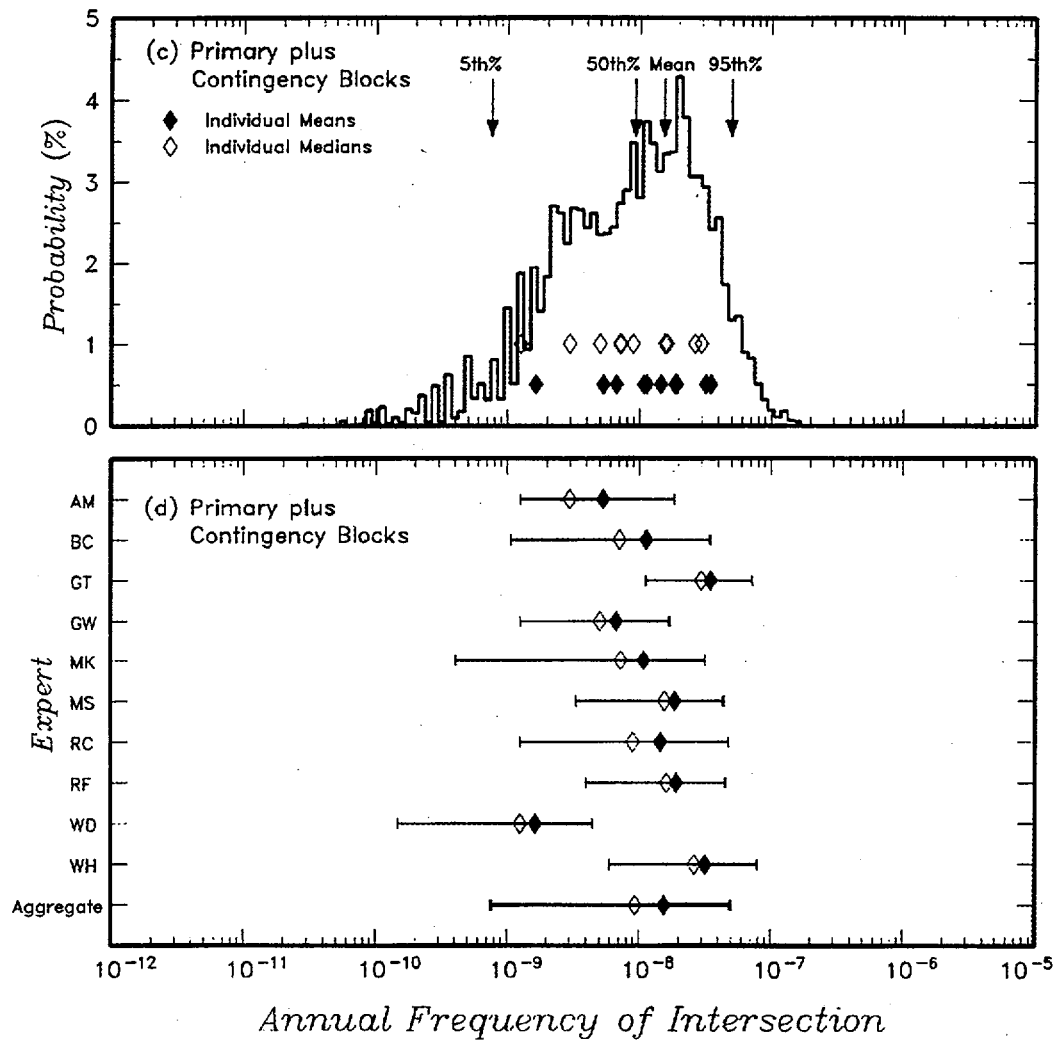 5
(c) Primary plus
Contingency Blocks
5th% 50th% Mean 95th%
Individual Means
Individual Medians
4
3
2
1
0
Probability (%)
(d) Primary plus
Contingency Blocks
AM
BC
GT
GW
MK
MS
RC
RF
WD
WH
Aggregate
Expert
10⁻¹² 10⁻¹¹ 10⁻¹⁰ 10⁻⁹ 10⁻⁸ 10⁻⁷ 10⁻⁶ 10⁻⁵
Annual Frequency of Intersection